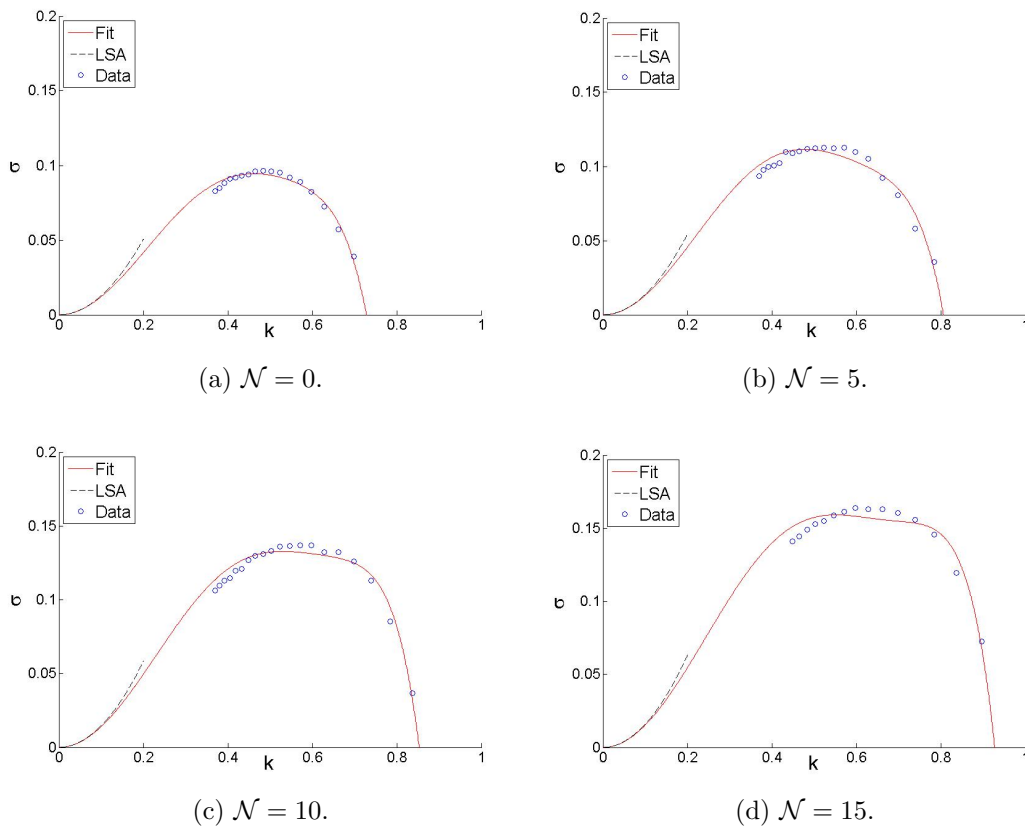 0.2
0.15
0.1
0.05
0
σ
Fit
LSA
Data
0 0.2 0.4 0.6 0.8 1
k
(a) 𝒩 = 0.
0.2
0.15
0.1
0.05
0
σ
Fit
LSA
Data
0 0.2 0.4 0.6 0.8 1
k
(b) 𝒩 = 5.
0.2
0.15
0.1
0.05
0
σ
Fit
LSA
Data
0 0.2 0.4 0.6 0.8 1
k
(c) 𝒩 = 10.
0.2
0.15
0.1
0.05
0
σ
Fit
LSA
Data
0 0.2 0.4 0.6 0.8 1
k
(d) 𝒩 = 15.